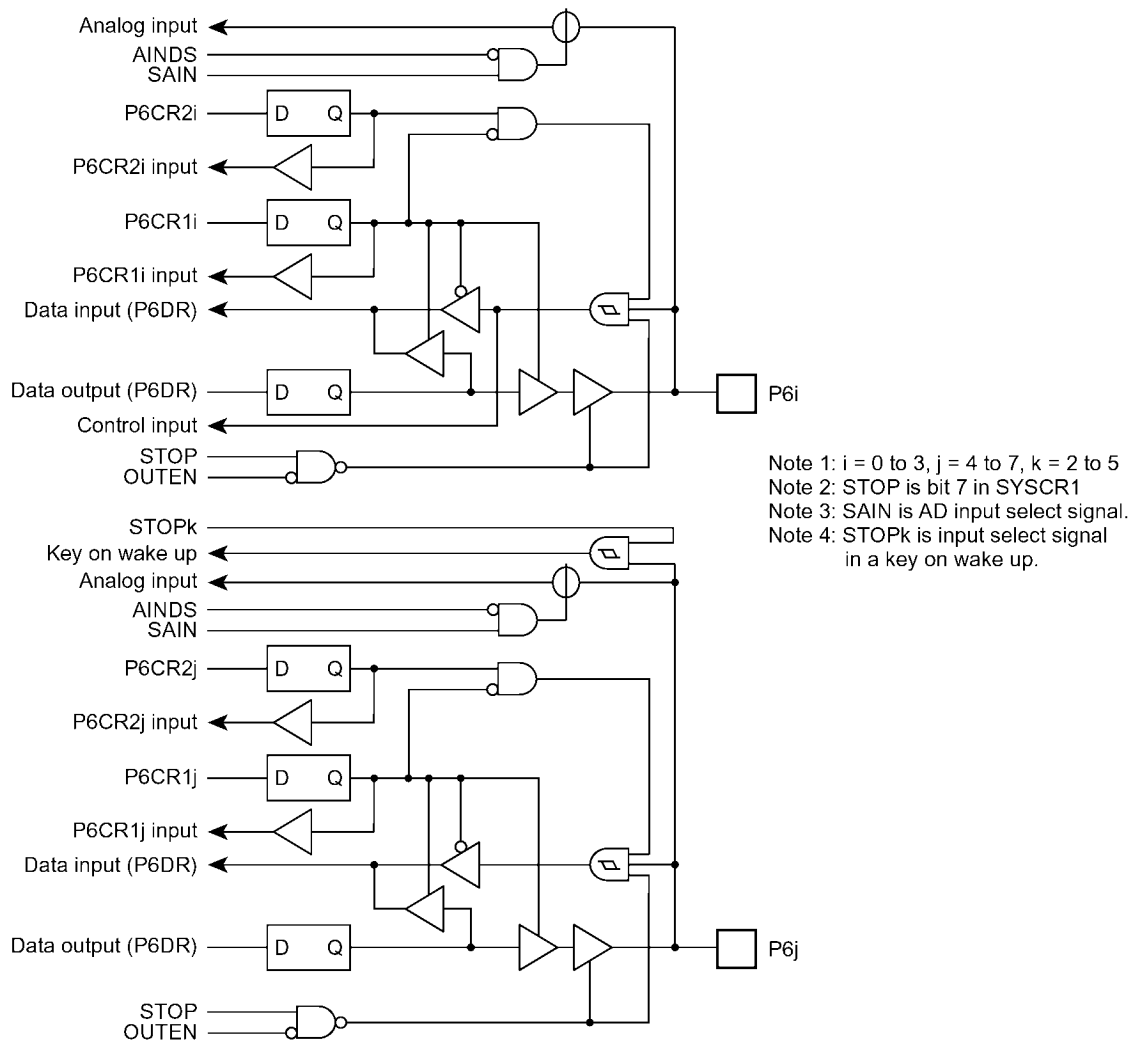 Analog input
AINDS
SAIN
P6CR2i
D Q
P6CR2i input
P6CR1i
D Q
P6CR1i input
Data input (P6DR)
Data output (P6DR)
D Q
P6i
Control input
STOP
OUTEN
Note 1: i = 0 to 3, j = 4 to 7, k = 2 to 5
Note 2: STOP is bit 7 in SYSCR1
Note 3: SAIN is AD input select signal.
Note 4: STOPk is input select signal
in a key on wake up.
STOPk
Key on wake up
Analog input
AINDS
SAIN
P6CR2j
D Q
P6CR2j input
P6CR1j
D Q
P6CR1j input
Data input (P6DR)
Data output (P6DR)
D Q
P6j
STOP
OUTEN